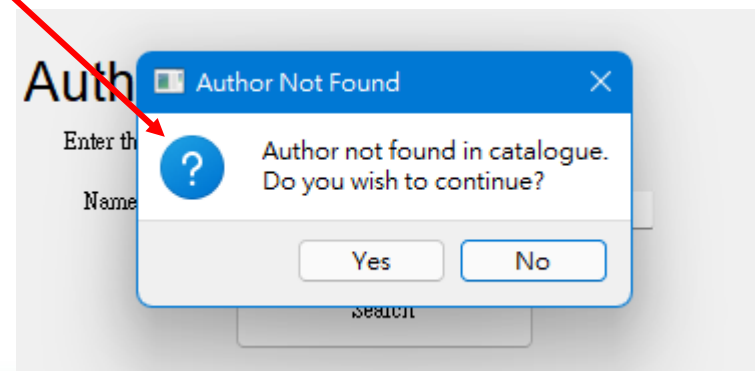 Auth
Author Not Found
Enter th
?
Author not found in catalogue.
Do you wish to continue?
Name
Yes
No
Search